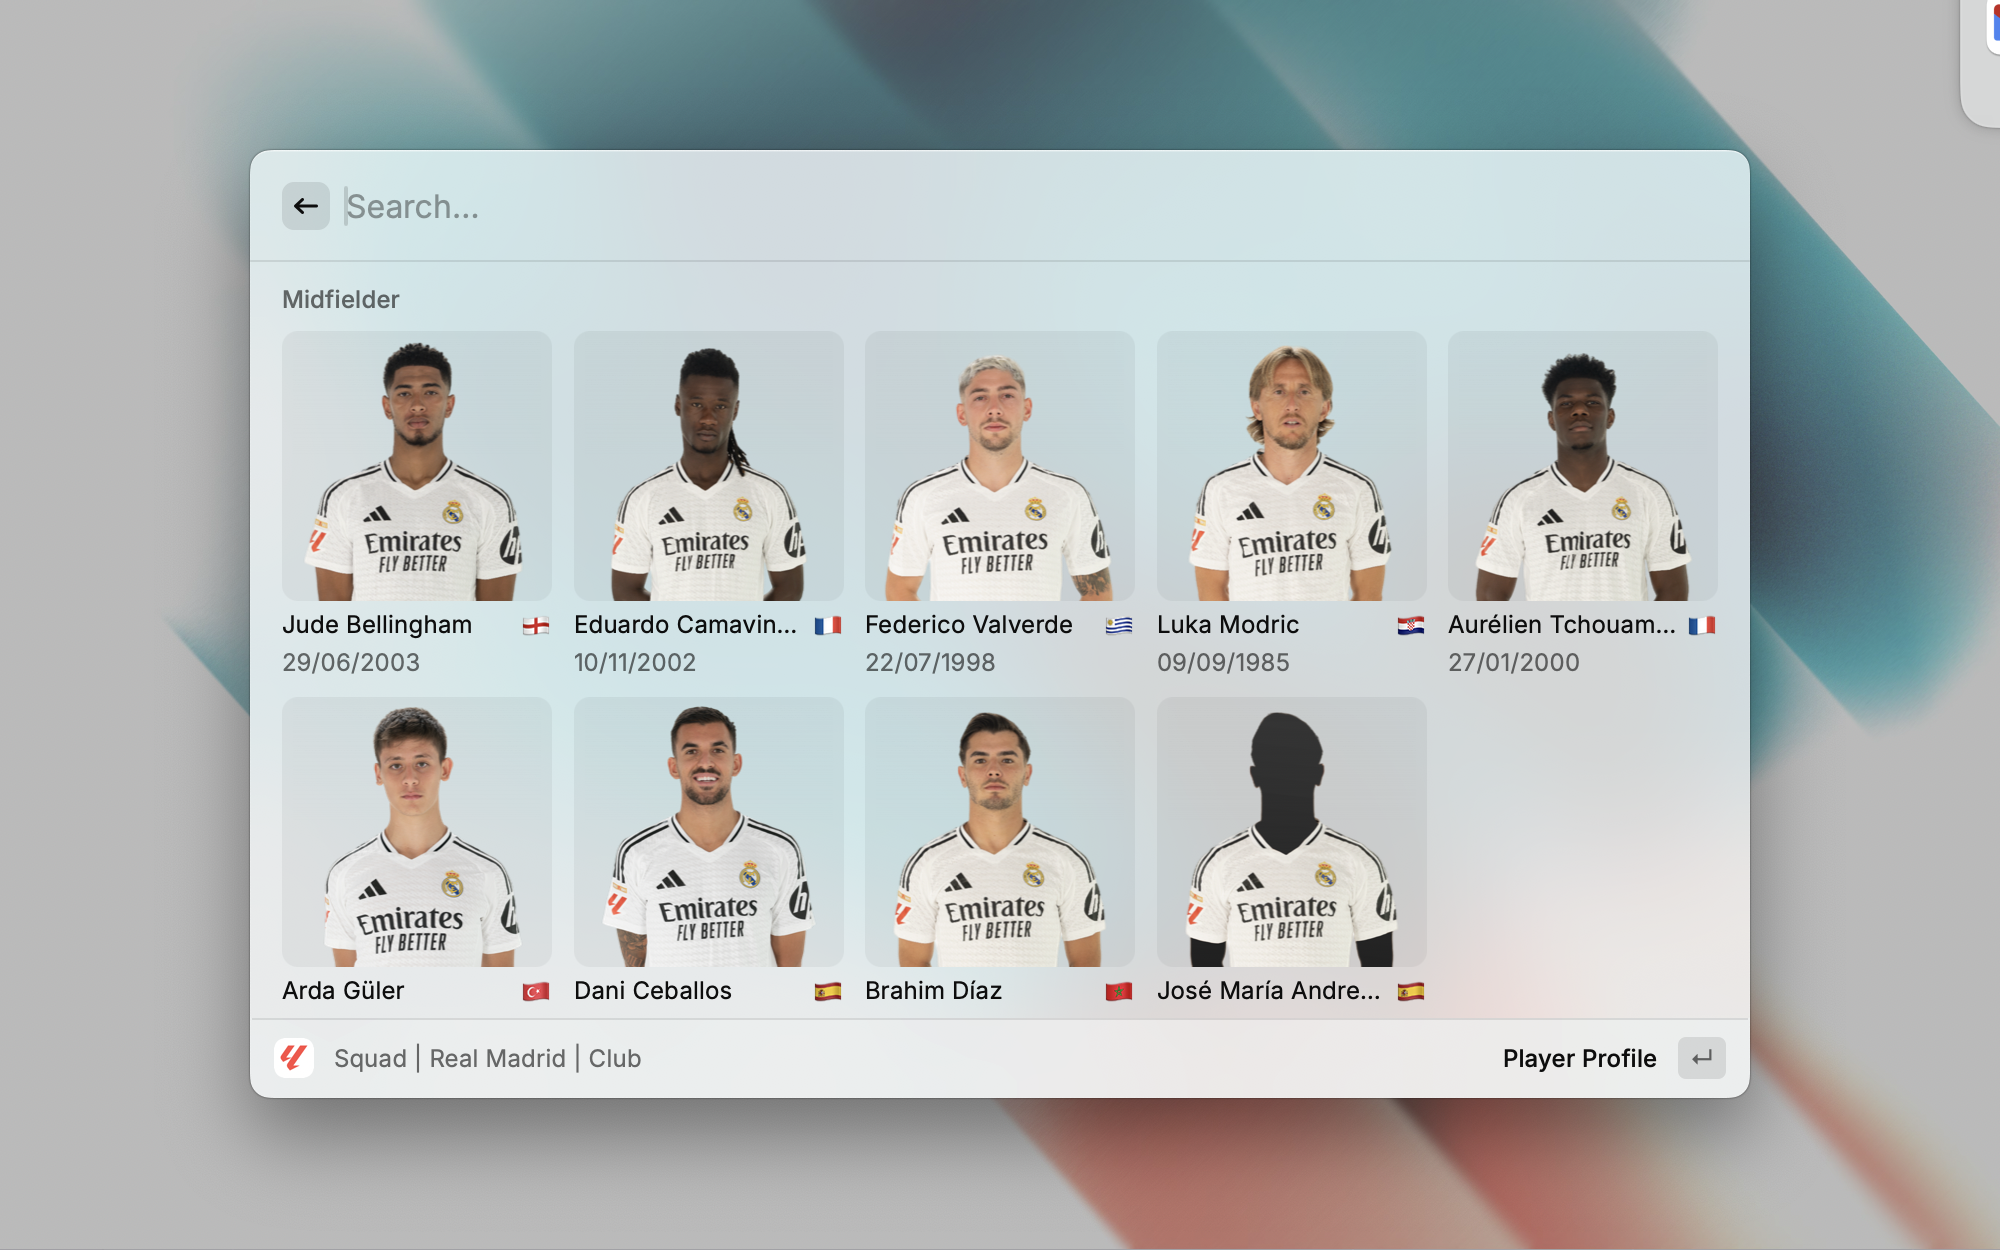 Search...
Midfielder
Emirates
FLY BETTER
Emirates
FLY BETTER
Emirates
FLY BETTER
Emirates
FLY BETTER
Emirates
FLY BETTER
Jude Bellingham
Eduardo Camavin...
Federico Valverde
Luka Modric
Aurélien Tchouam...
29/06/2003
10/11/2002
22/07/1998
09/09/1985
27/01/2000
Emirates
FLY BETTER
Emirates
FLY BETTER
Emirates
FLY BETTER
Emirates
FLY BETTER
Arda Güler
Dani Ceballos
Brahim Díaz
José María Andre...
Squad | Real Madrid | Club
Player Profile